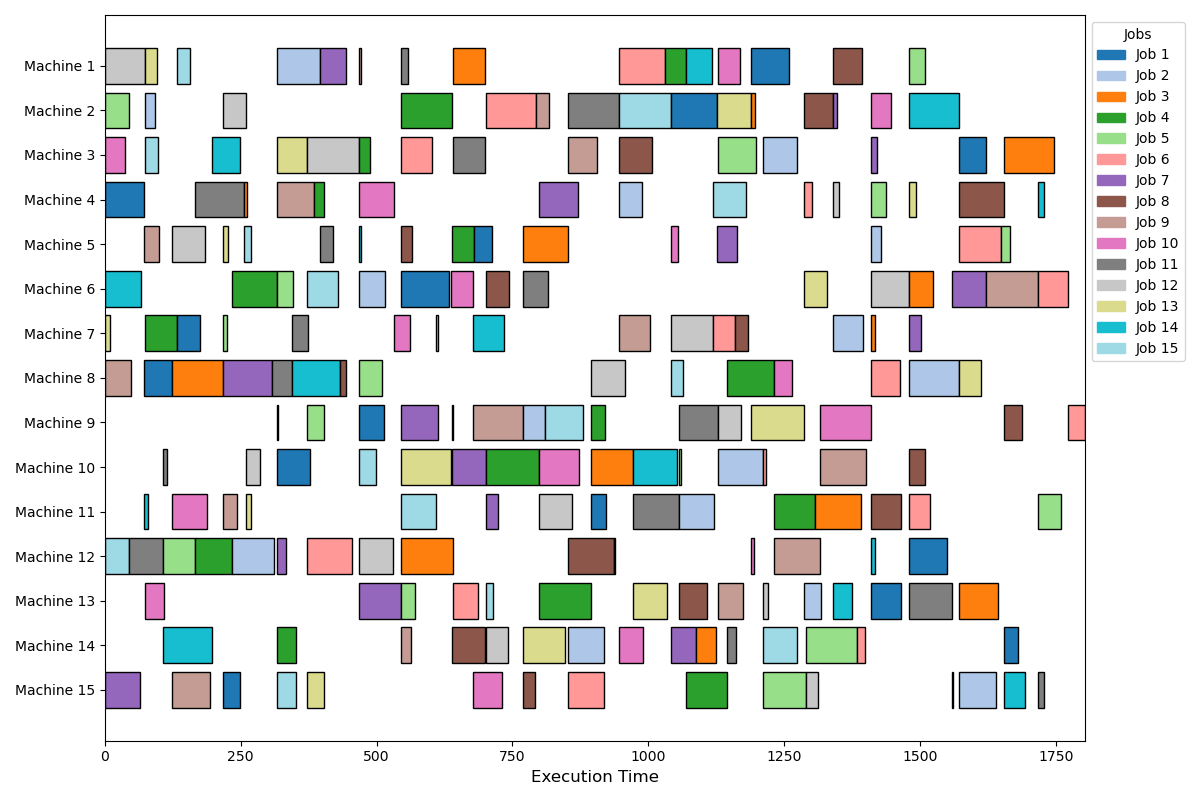 Machine 1
Machine 2
Machine 3
Machine 4
Machine 5
Machine 6
Machine 7
Machine 8
Machine 9
Machine 10
Machine 11
Machine 12
Machine 13
Machine 14
Machine 15
0 250 500 750 1000 1250 1500 1750
Execution Time
Jobs
Job 1
Job 2
Job 3
Job 4
Job 5
Job 6
Job 7
Job 8
Job 9
Job 10
Job 11
Job 12
Job 13
Job 14
Job 15